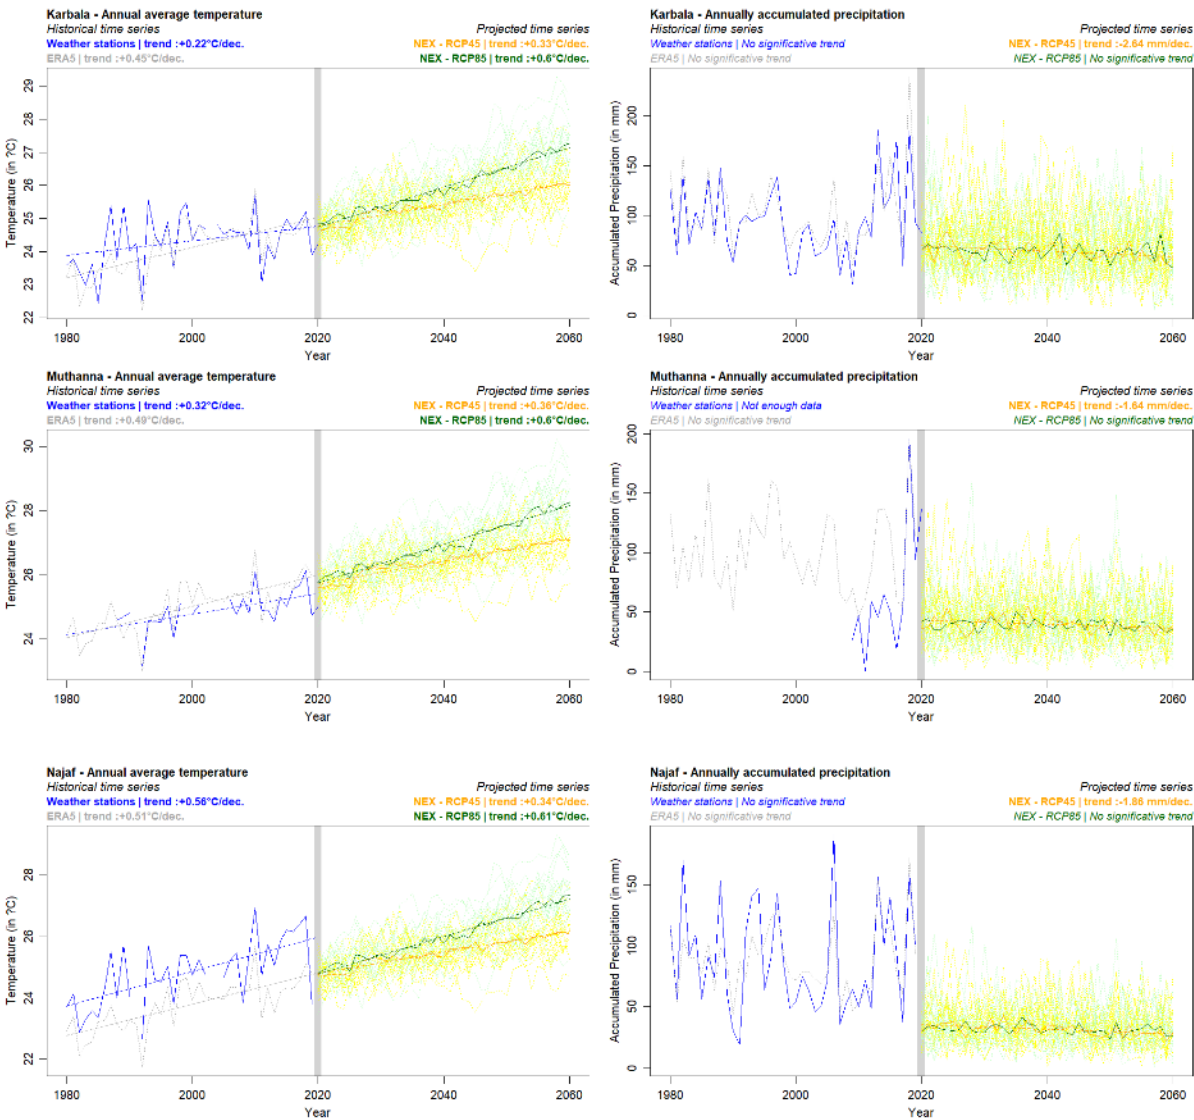 Karbala - Annual average temperature
Historical time series Projected time series
Weather stations | trend :+0.22°C/dec. NEX - RCP45 | trend :+0.33°C/dec.
ERA5 | trend :+0.45°C/dec. NEX - RCP85 | trend :+0.6°C/dec.
Temperature (in ?C)
29
28
27
26
25
24
23
22
1980 2000 2020 2040 2060
Year
Karbala - Annually accumulated precipitation
Historical time series Projected time series
Weather stations | No significative trend NEX - RCP45 | trend :-2.64 mm/dec.
ERA5 | No significative trend NEX - RCP85 | No significative trend
Accumulated Precipitation (in mm)
200
150
100
50
0
1980 2000 2020 2040 2060
Year
Muthanna - Annual average temperature
Historical time series Projected time series
Weather stations | trend :+0.32°C/dec. NEX - RCP45 | trend :+0.36°C/dec.
ERA5 | trend :+0.49°C/dec. NEX - RCP85 | trend :+0.6°C/dec.
Temperature (in ?C)
30
28
26
24
1980 2000 2020 2040 2060
Year
Muthanna - Annually accumulated precipitation
Historical time series Projected time series
Weather stations | Not enough data NEX - RCP45 | trend :-1.64 mm/dec.
ERA5 | No significative trend NEX - RCP85 | No significative trend
Accumulated Precipitation (in mm)
200
150
100
50
0
1980 2000 2020 2040 2060
Year
Najaf - Annual average temperature
Historical time series Projected time series
Weather stations | trend :+0.56°C/dec. NEX - RCP45 | trend :+0.34°C/dec.
ERA5 | trend :+0.51°C/dec. NEX - RCP85 | trend :+0.61°C/dec.
Temperature (in ?C)
28
26
24
22
1980 2000 2020 2040 2060
Year
Najaf - Annually accumulated precipitation
Historical time series Projected time series
Weather stations | No significative trend NEX - RCP45 | trend :-1.86 mm/dec.
ERA5 | No significative trend NEX - RCP85 | No significative trend
Accumulated Precipitation (in mm)
150
100
50
0
1980 2000 2020 2040 2060
Year